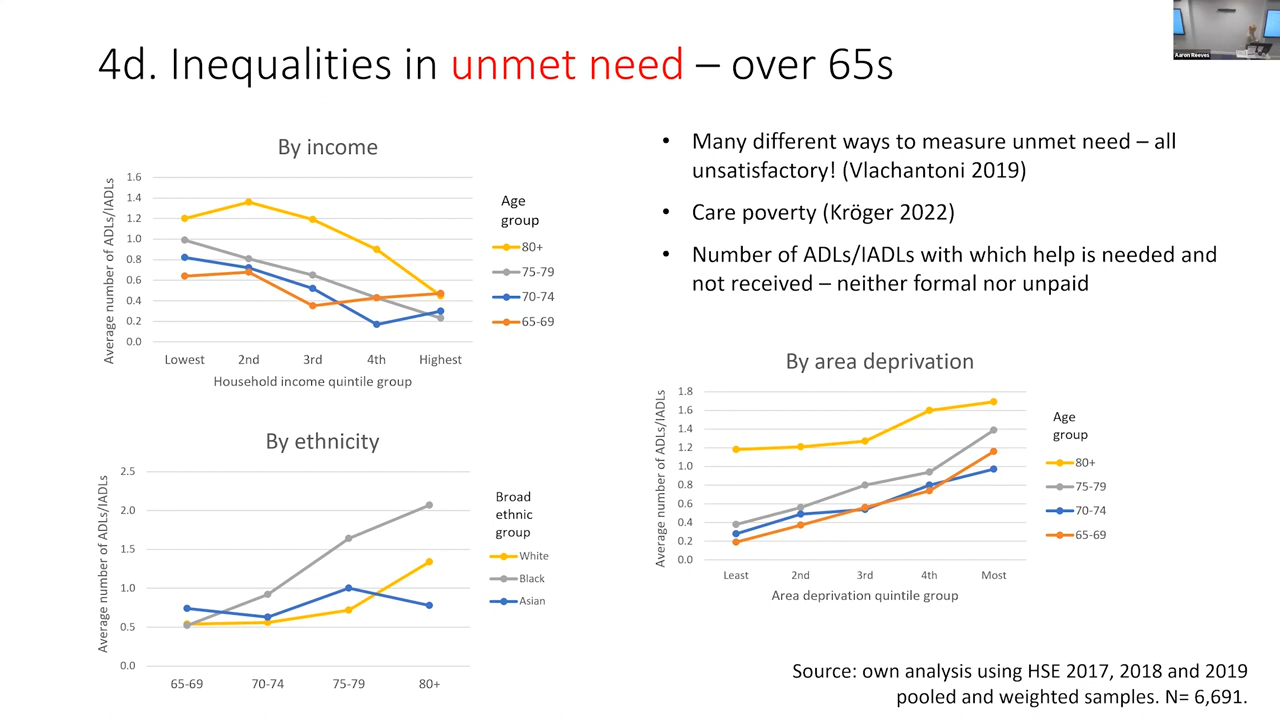 4d. Inequalities in unmet need – over 65s
Aaron Reeves
By income
Average number of ADLs/IADLs
1.6
1.4
1.2
1.0
0.8
0.6
0.4
0.2
0.0
Lowest 2nd 3rd 4th Highest
Household income quintile group
Age
group
80+
75-79
70-74
65-69
• Many different ways to measure unmet need – all
unsatisfactory! (Vlachantoni 2019)
• Care poverty (Kröger 2022)
• Number of ADLs/IADLs with which help is needed and
not received – neither formal nor unpaid
By ethnicity
Average number of ADLs/IADLs
2.5
2.0
1.5
1.0
0.5
0.0
65-69 70-74 75-79 80+
Broad
ethnic
group
White
Black
Asian
By area deprivation
Average number of ADLs/IADLs
1.8
1.6
1.4
1.2
1.0
0.8
0.6
0.4
0.2
0.0
Least 2nd 3rd 4th Most
Area deprivation quintile group
Age
group
80+
75-79
70-74
65-69
Source: own analysis using HSE 2017, 2018 and 2019
pooled and weighted samples. N= 6,691.